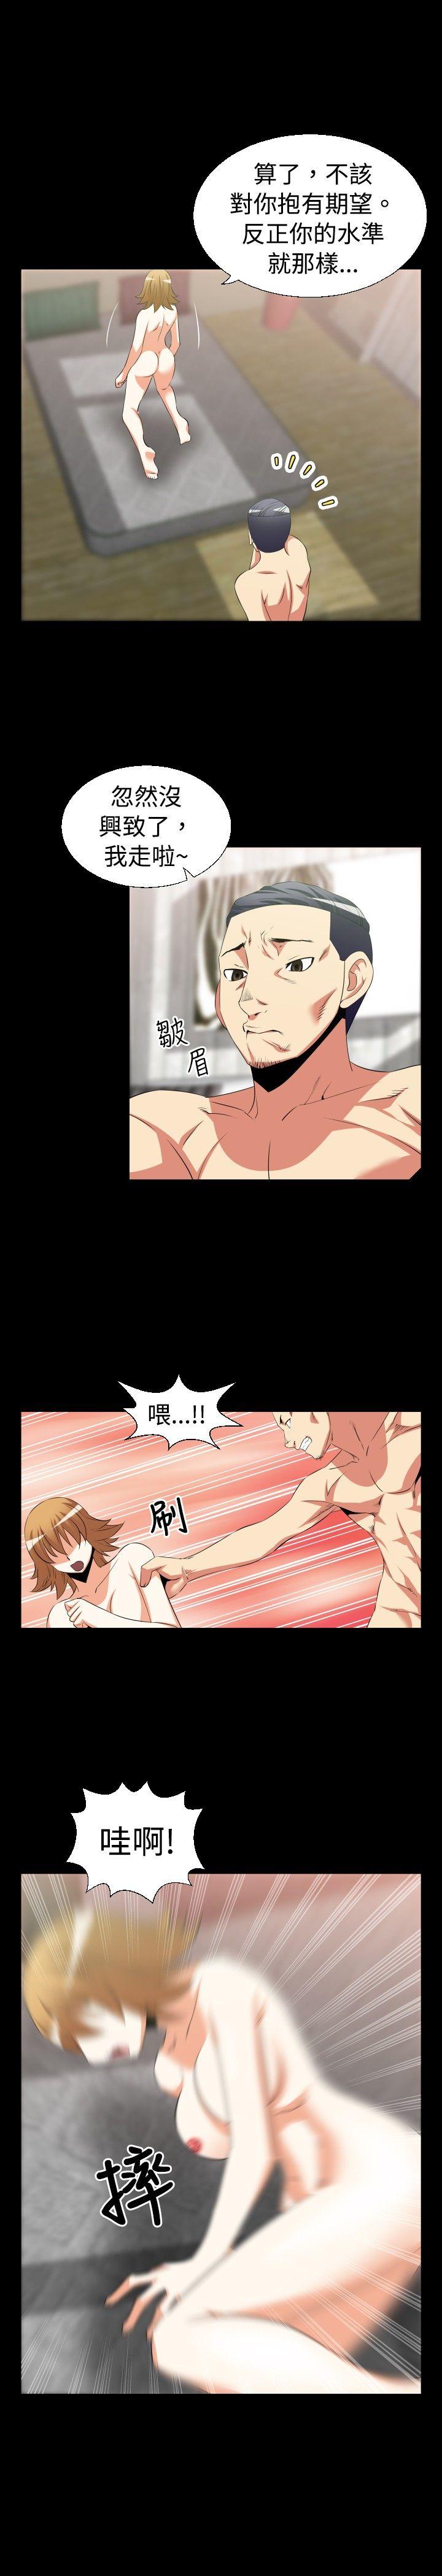 算了，不該
對你抱有期望。
反正你的水準
就那樣...
忽然沒
興致了，
我走啦~
皺
眉
喂...!!
刷
哇啊!
摔